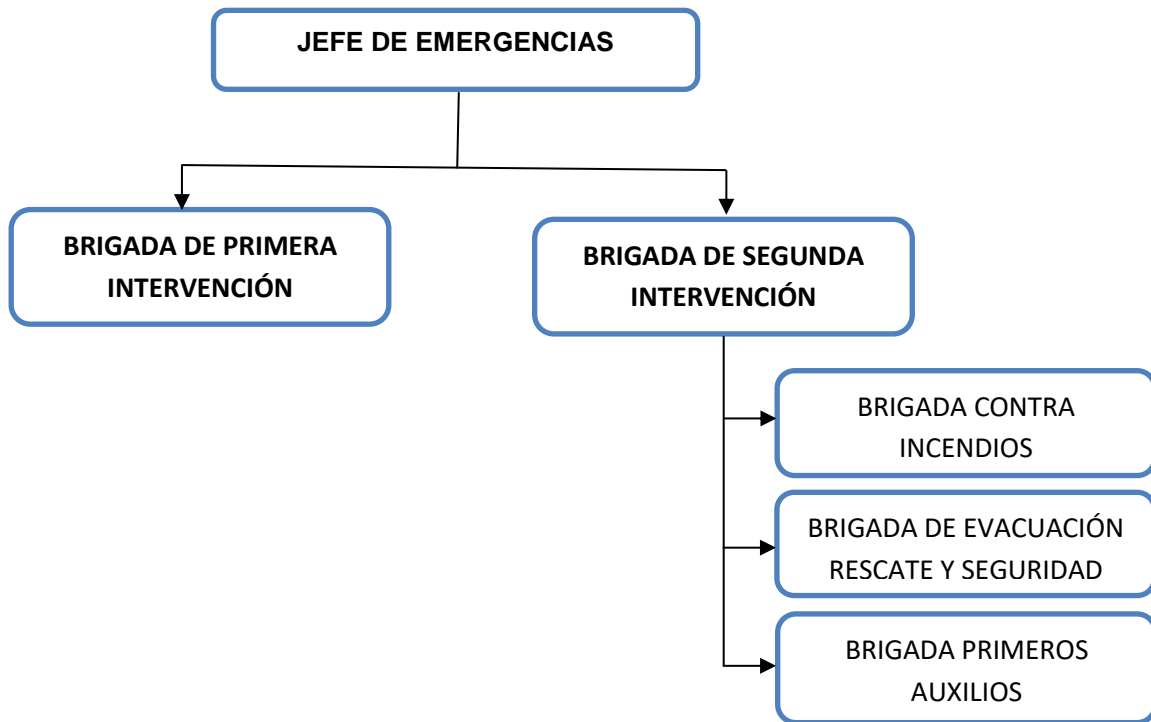 JEFE DE EMERGENCIAS
BRIGADA DE PRIMERA
INTERVENCIÓN
BRIGADA DE SEGUNDA
INTERVENCIÓN
BRIGADA CONTRA
INCENDIOS
BRIGADA DE EVACUACIÓN
RESCATE Y SEGURIDAD
BRIGADA PRIMEROS
AUXILIOS